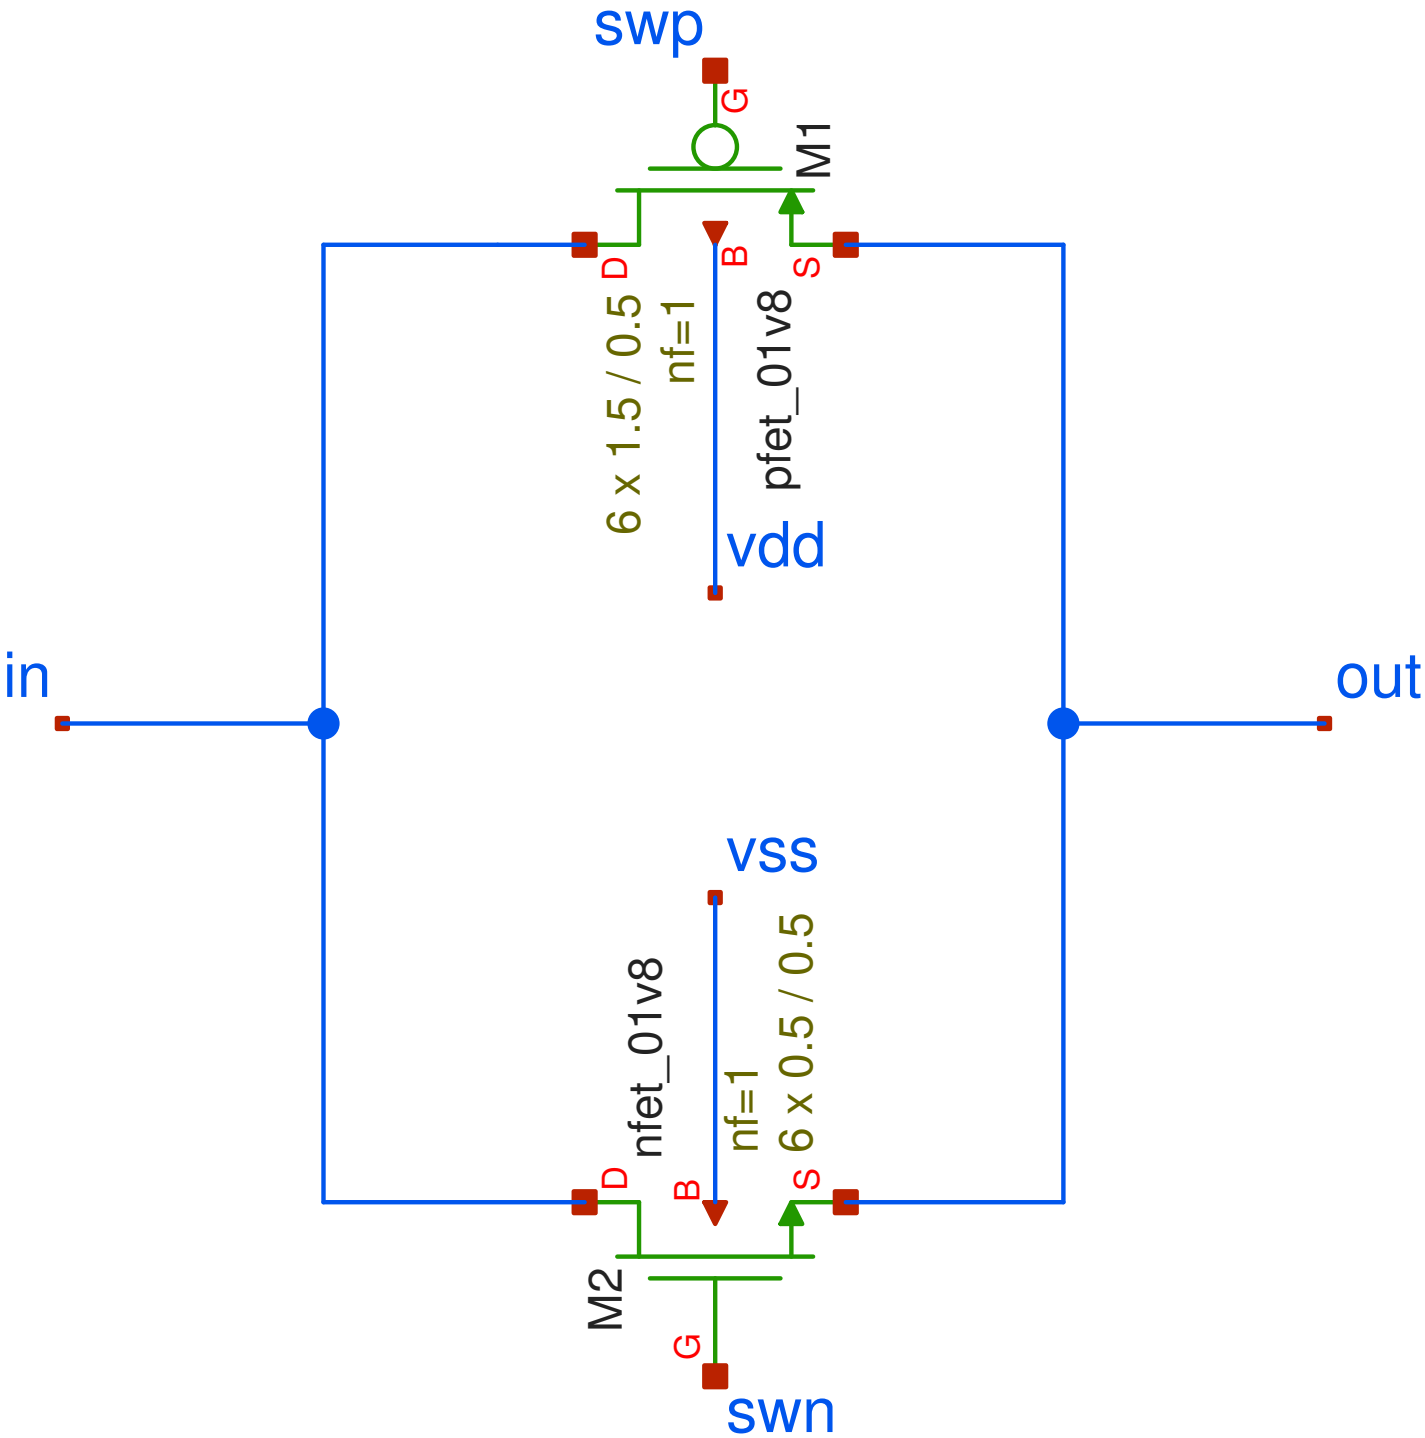 swp
G
M1
D
B
S
6 x 1.5 / 0.5
nf=1
pfet_01v8
vdd
in
out
vss
nfet_01v8
nf=1
6 x 0.5 / 0.5
D
B
S
M2
G
swn